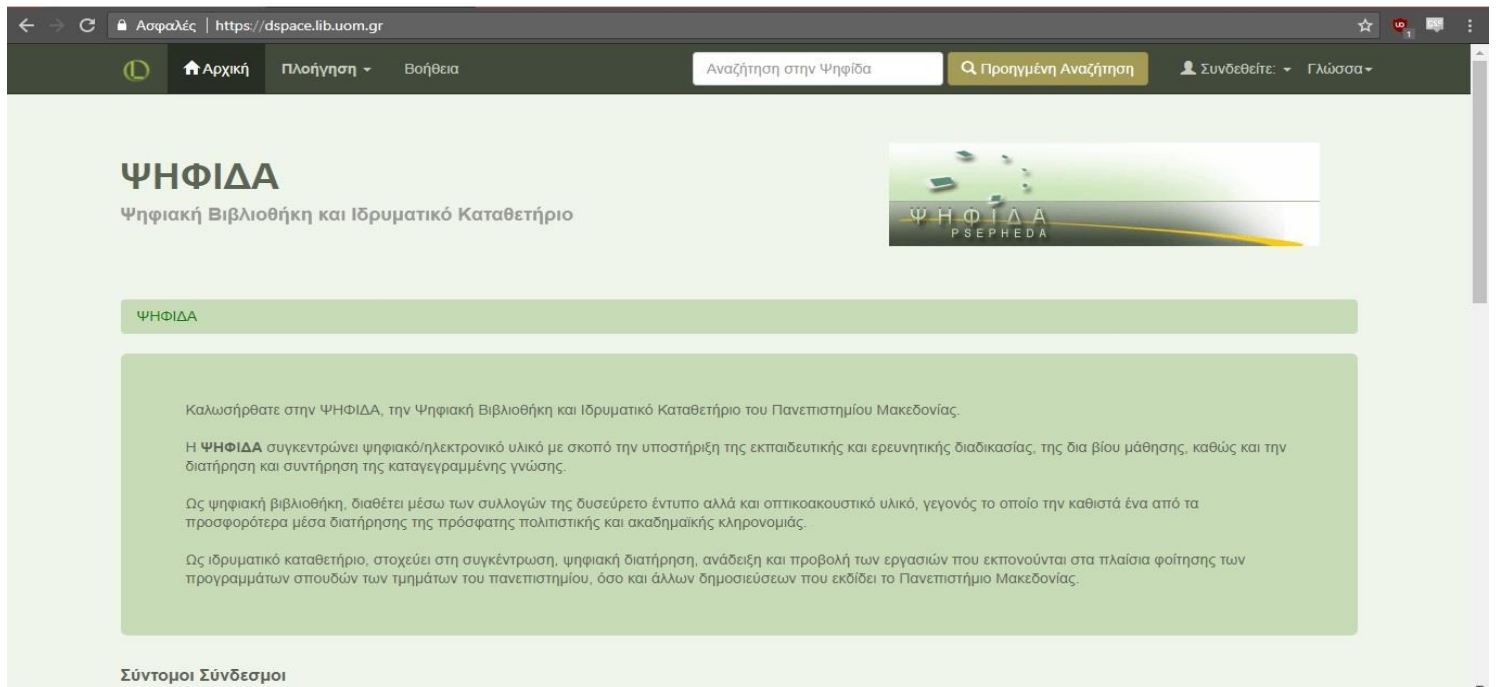 Ασφαλές | https://dspace.lib.uom.gr
1
Αρχική Πλοήγηση Βοήθεια Αναζήτηση στην Ψηφίδα Προηγμένη Αναζήτηση Συνδεθείτε: Γλώσσα
ΨΗΦΙΔΑ
Ψηφιακή Βιβλιοθήκη και Ιδρυματικό Καταθετήριο
ΨΗΦΙΔΑ
PSEPHEDA
ΨΗΦΙΔΑ
Καλωσήρθατε στην ΨΗΦΙΔΑ, την Ψηφιακή Βιβλιοθήκη και Ιδρυματικό Καταθετήριο του Πανεπιστημίου Μακεδονίας.
Η ΨΗΦΙΔΑ συγκεντρώνει ψηφιακό/ηλεκτρονικό υλικό με σκοπό την υποστήριξη της εκπαιδευτικής και ερευνητικής διαδικασίας, της δια βίου μάθησης, καθώς και την
διατήρηση και συντήρηση της καταγεγραμμένης γνώσης.
Ως ψηφιακή βιβλιοθήκη, διαθέτει μέσω των συλλογών της δυσεύρετο έντυπο αλλά και οπτικοακουστικό υλικό, γεγονός το οποίο την καθιστά ένα από τα
προσφορότερα μέσα διατήρησης της πρόσφατης πολιτιστικής και ακαδημαϊκής κληρονομιάς.
Ως ιδρυματικό καταθετήριο, στοχεύει στη συγκέντρωση, ψηφιακή διατήρηση, ανάδειξη και προβολή των εργασιών που εκπονούνται στα πλαίσια φοίτησης των
προγραμμάτων σπουδών των τμημάτων του πανεπιστημίου, όσο και άλλων δημοσιεύσεων που εκδίδει το Πανεπιστήμιο Μακεδονίας.
Σύντομοι Σύνδεσμοι